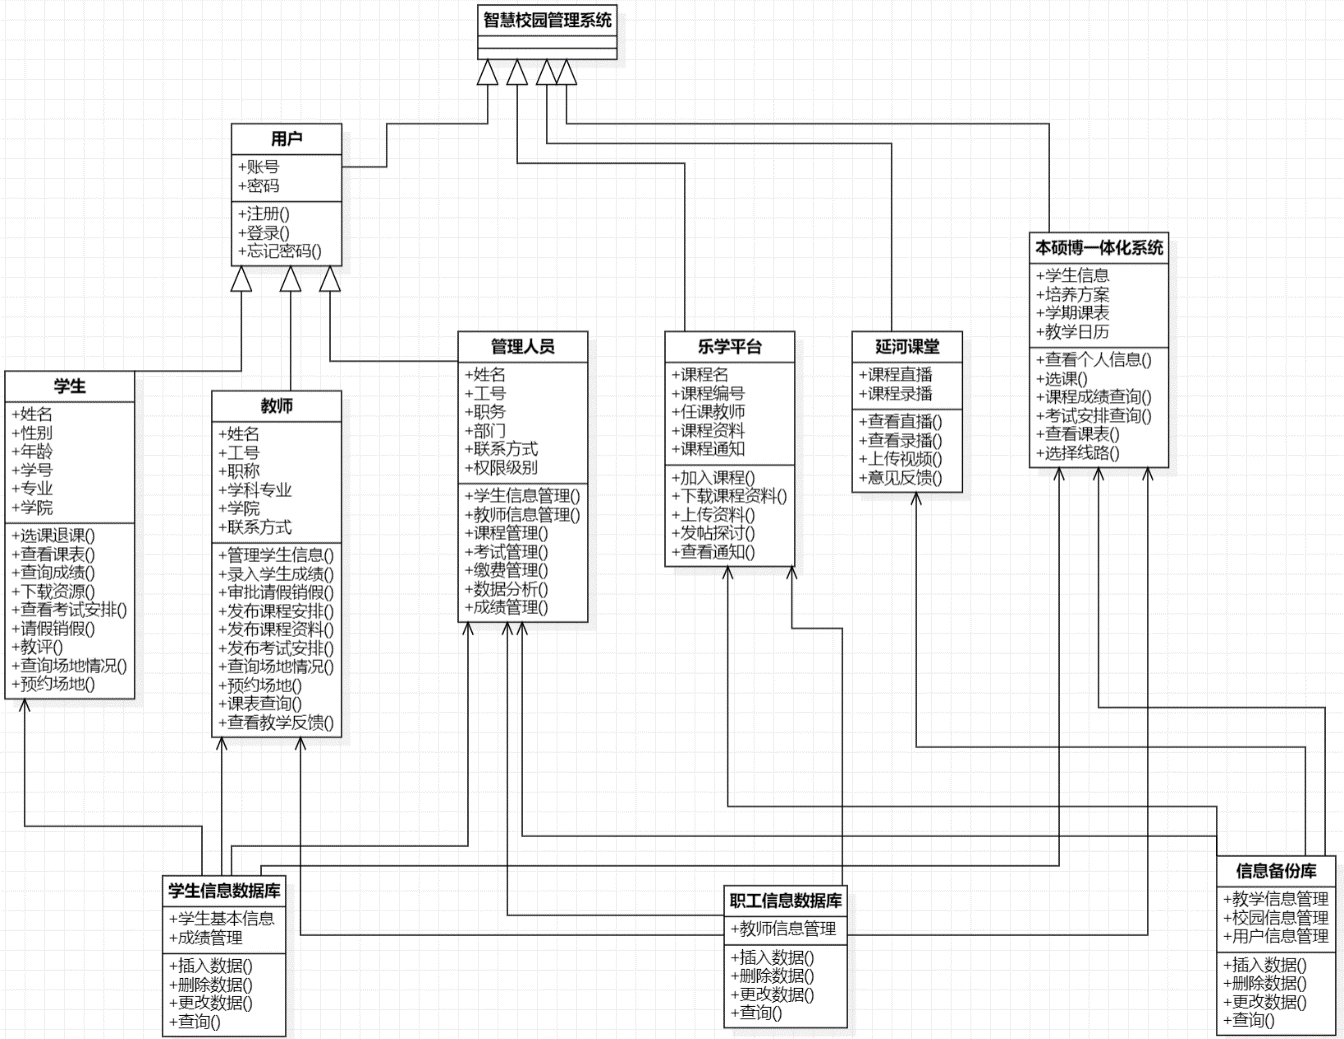 智慧校园管理系统
用户
+账号
+密码
+注册()
+登录()
+忘记密码()
本硕博一体化系统
+学生信息
+培养方案
+学期课表
+教学日历
+查看个人信息()
+选课()
+课程成绩查询()
+考试安排查询()
+查看课表()
+选择线路()
管理人员
+姓名
+工号
+职务
+部门
+联系方式
+权限级别
+学生信息管理()
+教师信息管理()
+课程管理()
+考试管理()
+缴费管理()
+数据分析()
+成绩管理()
乐学平台
+课程名
+课程编号
+任课教师
+课程资料
+课程通知
+加入课程()
+下载课程资料()
+上传资料()
+发帖探讨()
+查看通知()
延河课堂
+课程直播
+课程录播
+查看直播()
+查看录播()
+上传视频()
+意见反馈()
学生
+姓名
+性别
+年龄
+学号
+专业
+学院
+选课退课()
+查看课表()
+查询成绩()
+下载资源()
+查看考试安排()
+请假销假()
+教评()
+查询场地情况()
+预约场地()
教师
+姓名
+工号
+职称
+学科专业
+学院
+联系方式
+管理学生信息()
+录入学生成绩()
+审批请假销假()
+发布课程安排()
+发布课程资料()
+发布考试安排()
+查询场地情况()
+预约场地()
+课表查询()
+查看教学反馈()
学生信息数据库
+学生基本信息
+成绩管理
+插入数据()
+删除数据()
+更改数据()
+查询()
职工信息数据库
+教师信息管理
+插入数据()
+删除数据()
+更改数据()
+查询()
信息备份库
+教学信息管理
+校园信息管理
+用户信息管理
+插入数据()
+删除数据()
+更改数据()
+查询()